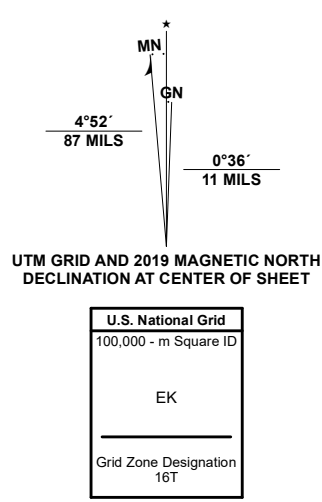 MN
GN
4°52´
87 MILS
0°36´
11 MILS
UTM GRID AND 2019 MAGNETIC NORTH
DECLINATION AT CENTER OF SHEET
U.S. National Grid
100,000 - m Square ID
EK
Grid Zone Designation
16T